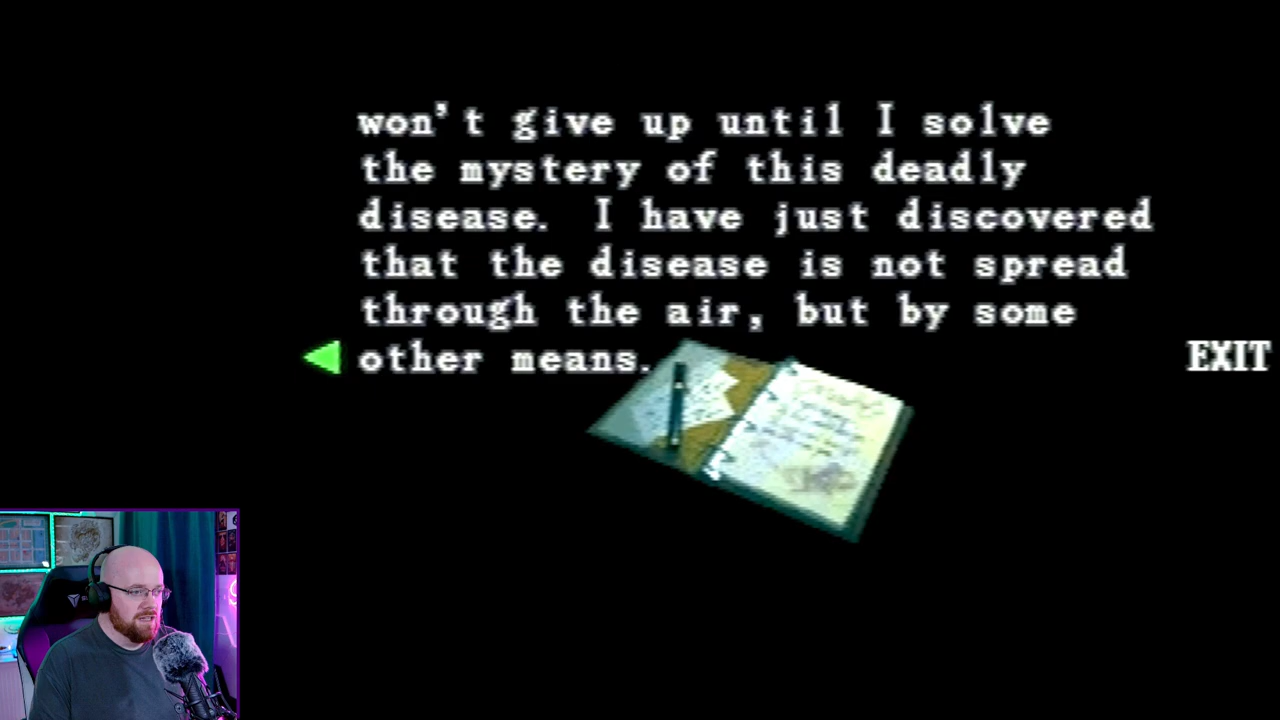 won't give up until I solve
the mystery of this deadly
disease. I have just discovered
that the disease is not spread
through the air, but by some
other means.
EXIT